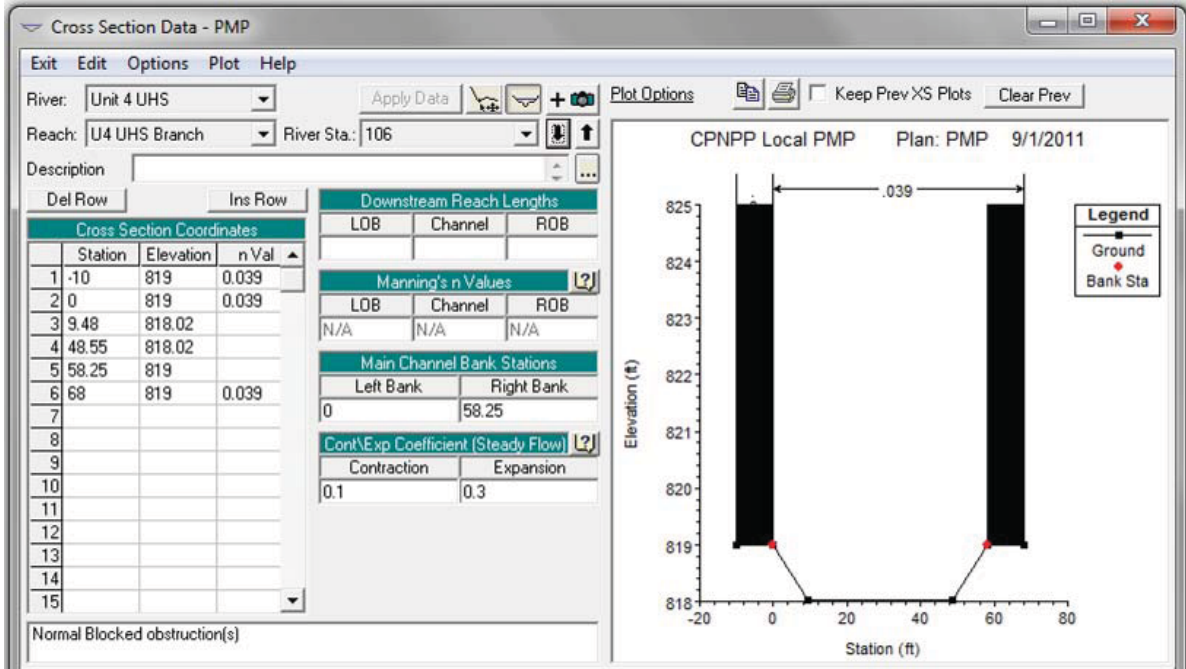 Cross Section Data - PMP
Exit Edit Options Plot Help
River: Unit 4 UHS
Apply Data
Plot Options
Keep Prev XS Plots
Clear Prev
Reach: U4 UHS Branch
River Sta.: 106
Description
...
Del Row
Ins Row
Cross Section Coordinates
Station Elevation n Val
1 -10 819 0.039
2 0 819 0.039
3 9.48 818.02
4 48.55 818.02
5 58.25 819
6 68 819 0.039
7
8
9
10
11
12
13
14
15
Downstream Reach Lengths
LOB Channel ROB
Manning's n Values
LOB Channel ROB
N/A N/A N/A
Main Channel Bank Stations
Left Bank Right Bank
0 58.25
Cont\Exp Coefficient (Steady Flow)
Contraction Expansion
0.1 0.3
Normal Blocked obstruction(s)
CPNPP Local PMP Plan: PMP 9/1/2011
.039
825
824
823
822
821
820
819
818
-20 0 20 40 60 80
Station (ft)
Elevation (ft)
Legend
Ground
Bank Sta